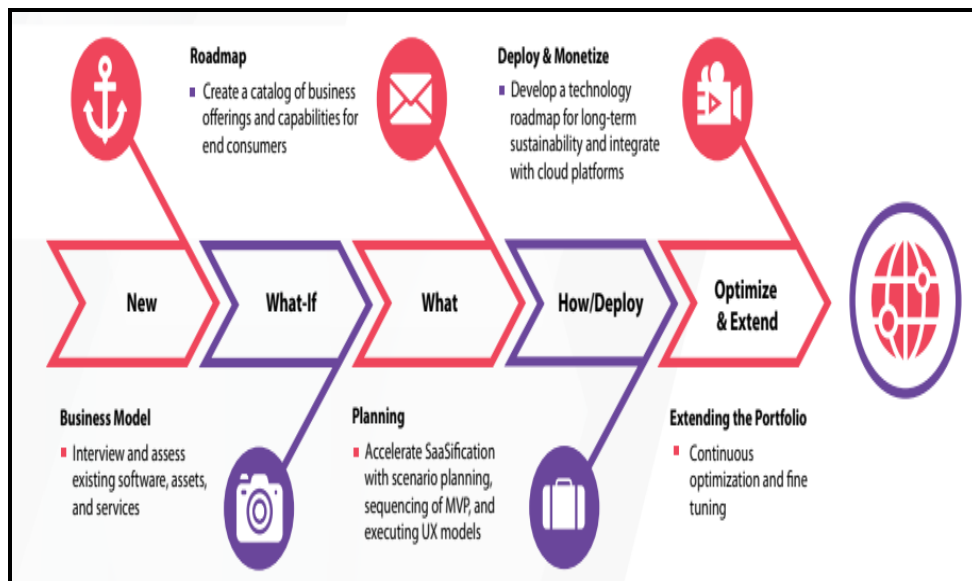 Roadmap
Create a catalog of business
offerings and capabilities for
end consumers
Deploy & Monetize
Develop a technology
roadmap for long-term
sustainability and integrate
with cloud platforms
New
What-If
What
How/Deploy
Optimize
& Extend
Business Model
Interview and assess
existing software, assets,
and services
Planning
Accelerate SaaSification
with scenario planning,
sequencing of MVP, and
executing UX models
Extending the Portfolio
Continuous
optimization and fine
tuning